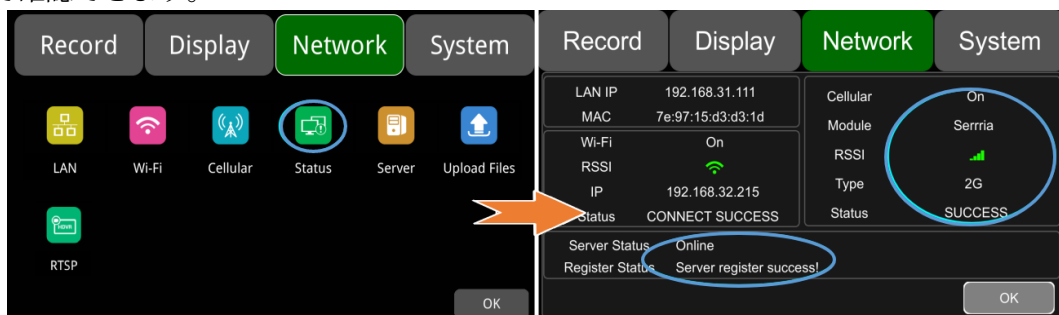 Record Display Network System
LAN Wi-Fi Cellular Status Server Upload Files
HDVR
RTSP
OK
Record Display Network System
LAN IP 192.168.31.111
MAC 7e:97:15:d3:d3:1d
Wi-Fi On
RSSI
IP 192.168.32.215
Status CONNECT SUCCESS
Cellular On
Module Serrria
RSSI
Type 2G
Status SUCCESS
Server Status Online
Register Status Server register success!
OK